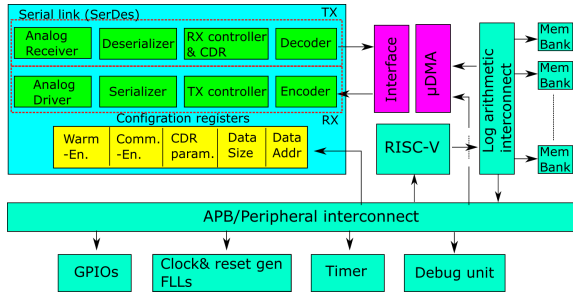 Serial link (SerDes)
TX
Analog
Receiver
Deserializer
RX controller
& CDR
Decoder
Analog
Driver
Serializer
TX controller
Encoder
RX
Configration registers
Warm
-En.
Comm.
-En.
CDR
param.
Data
Size
Data
Addr
Interface
μDMA
RISC-V
Log arithmetic
interconnect
Mem
Bank
Mem
Bank
Mem
Bank
APB/Peripheral interconnect
GPIOs
Clock& reset gen
FLLs
Timer
Debug unit